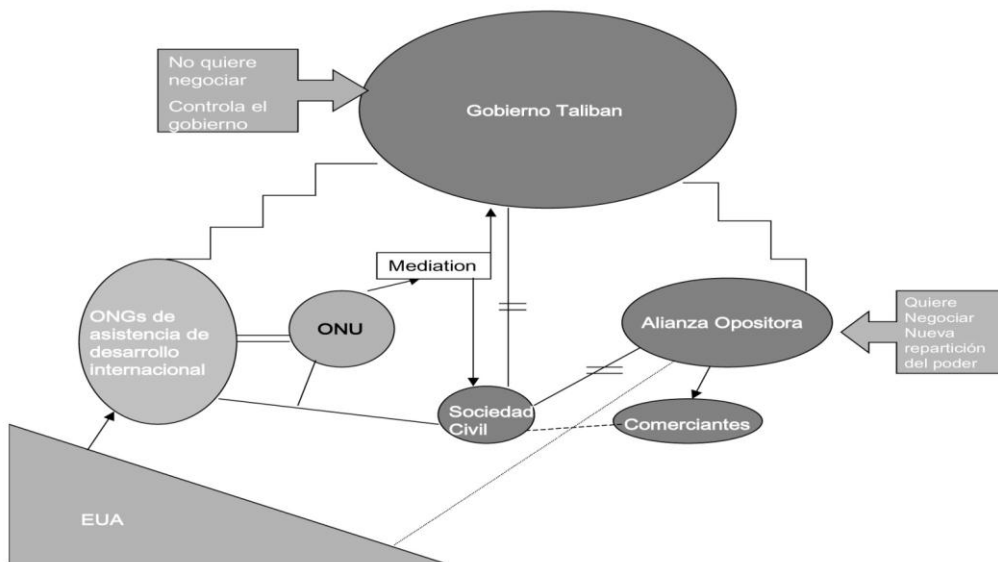 No quiere
negociar
Controla el
gobierno
Gobierno Taliban
Mediation
ONGs de
asistencia de
desarrollo
internacional
ONU
Alianza Opositora
Quiere
Negociar
Nueva
repartición
del poder
Sociedad
Civil
Comerciantes
EUA